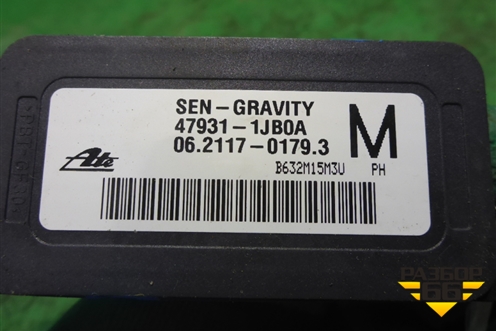 SEN-GRAVITY
47931-1JB0A
06.2117-0179.3
M
B632M15M3U PH
Ate
РАЗБОР
66